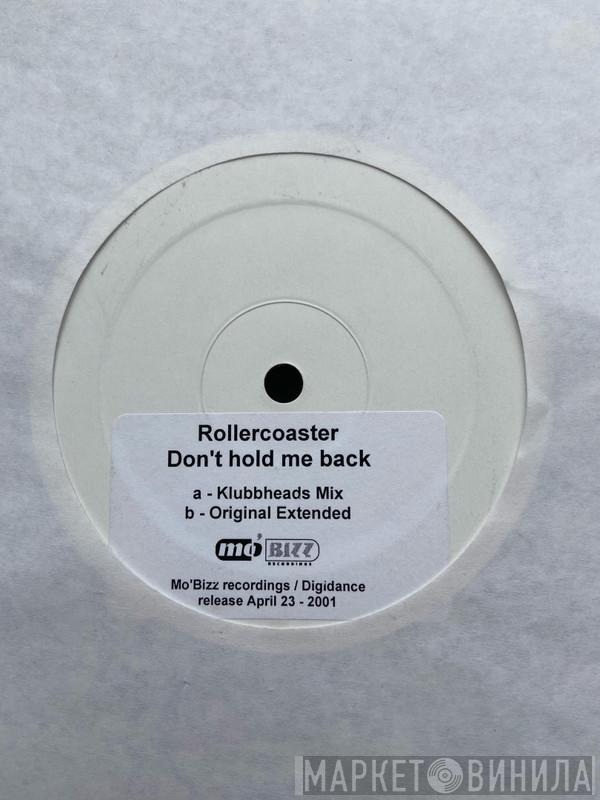 Rollercoaster
Don't hold me back
a - Klubbheads Mix
b - Original Extended
mo' BIZZ
RECORDINGS
Mo'Bizz recordings / Digidance
release April 23 - 2001
МАРКЕТ ВИНИЛА